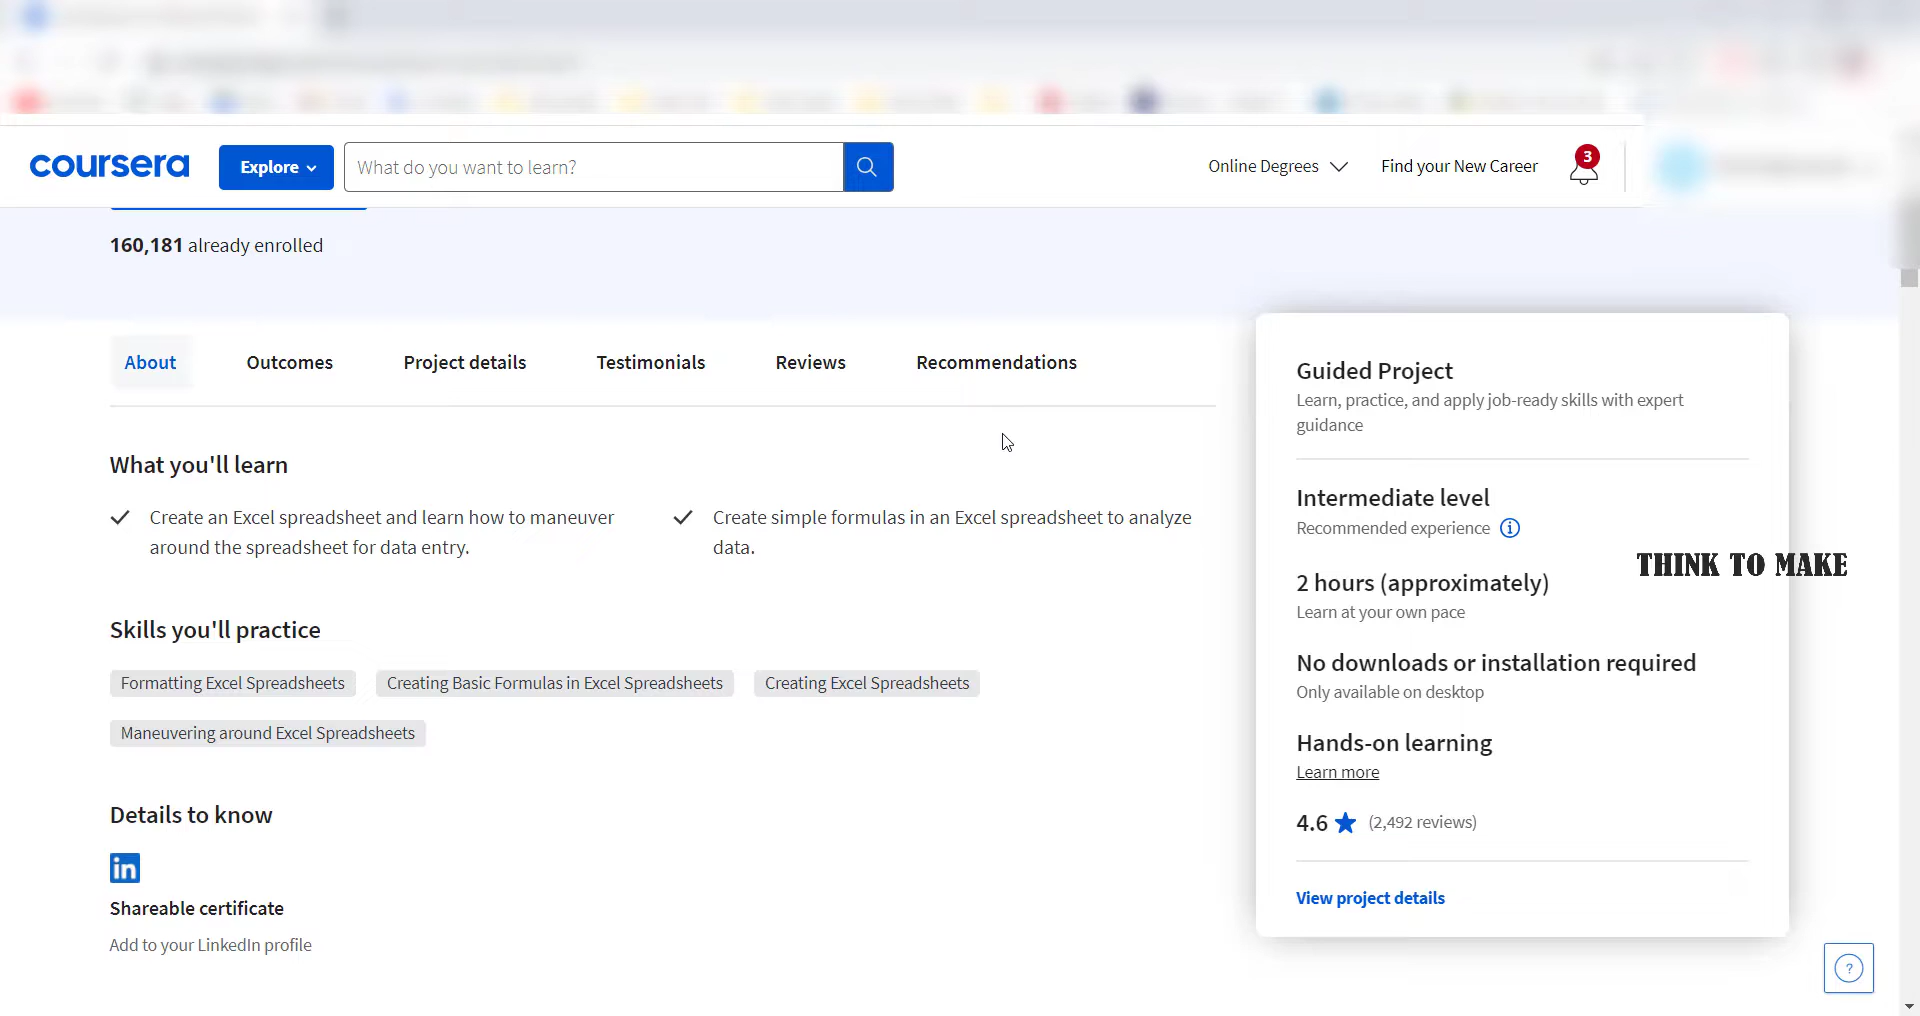 coursera
Explore
What do you want to learn?
Online Degrees
Find your New Career
3
160,181 already enrolled
About
Outcomes
Project details
Testimonials
Reviews
Recommendations
What you'll learn
Create an Excel spreadsheet and learn how to maneuver
around the spreadsheet for data entry.
Create simple formulas in an Excel spreadsheet to analyze
data.
Skills you'll practice
Formatting Excel Spreadsheets
Creating Basic Formulas in Excel Spreadsheets
Creating Excel Spreadsheets
Maneuvering around Excel Spreadsheets
Details to know
in
Shareable certificate
Add to your LinkedIn profile
Guided Project
Learn, practice, and apply job-ready skills with expert
guidance
Intermediate level
Recommended experience
THINK TO MAKE
2 hours (approximately)
Learn at your own pace
No downloads or installation required
Only available on desktop
Hands-on learning
Learn more
4.6 (2,492 reviews)
View project details
?